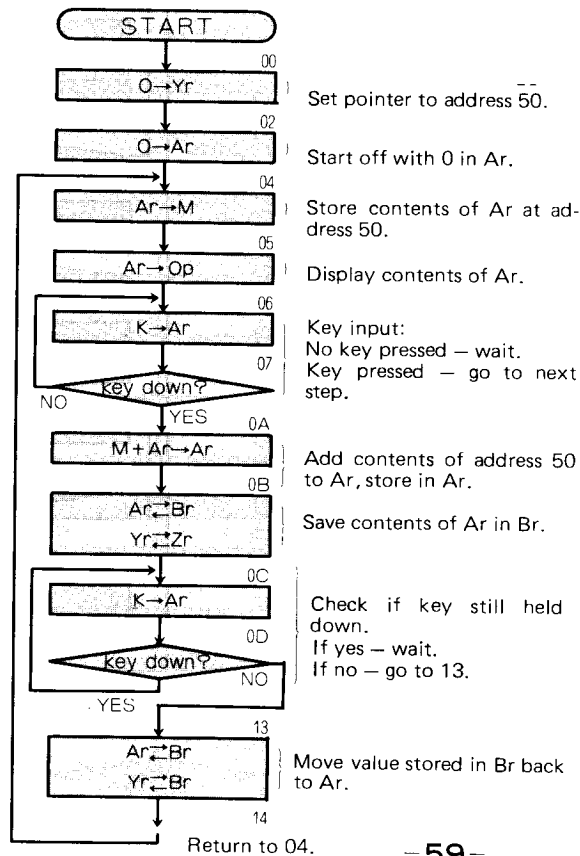 START
00
O→Yr
Set pointer to address 50.
02
O→Ar
Start off with 0 in Ar.
04
Ar→M
Store contents of Ar at ad-
dress 50.
05
Ar→Op
Display contents of Ar.
06
K→Ar
Key input:
No key pressed — wait.
Key pressed — go to next
step.
07
key down?
NO
YES
0A
M+Ar→Ar
Add contents of address 50
to Ar, store in Ar.
0B
Ar⇄Br
Yr⇄Zr
Save contents of Ar in Br.
0C
K→Ar
Check if key still held
down.
If yes — wait.
If no — go to 13.
0D
key down?
NO
YES
13
Ar⇄Br
Yr⇄Br
Move value stored in Br back
to Ar.
14
Return to 04.
—59—